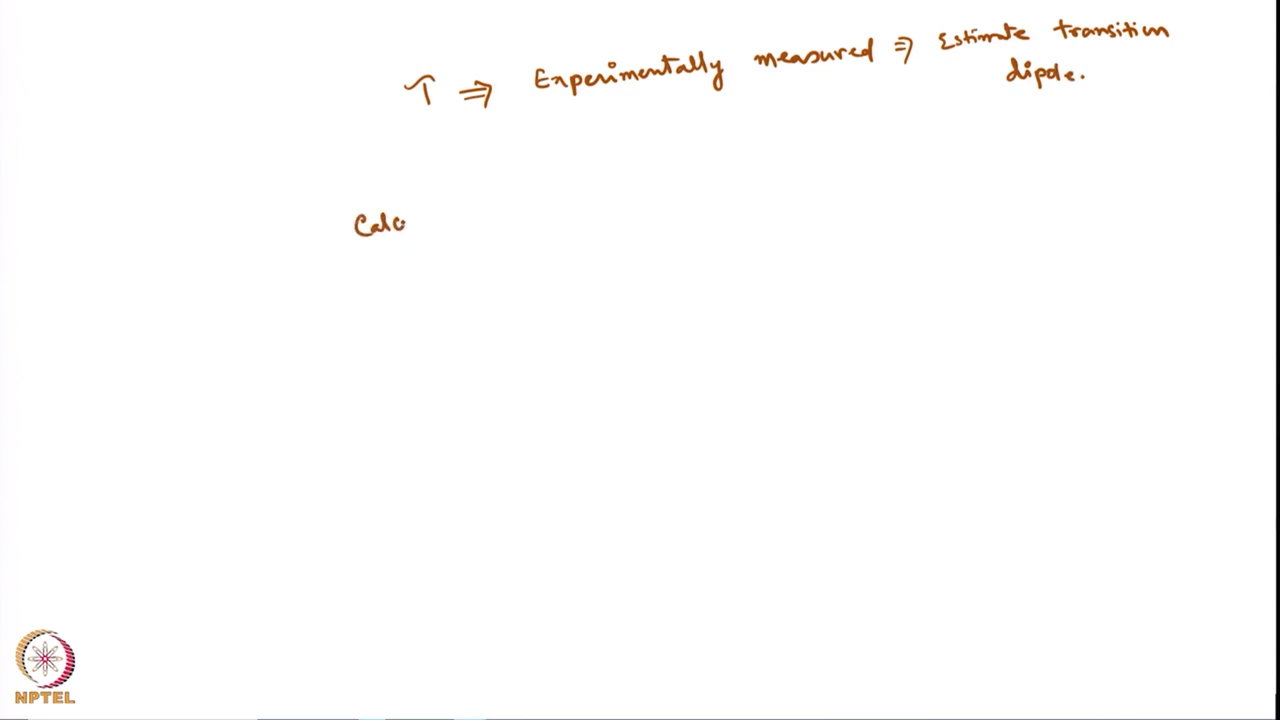 τ ⇒ Experimentally measured ⇒ Estimate transition
dipole.
Calc
NPTEL